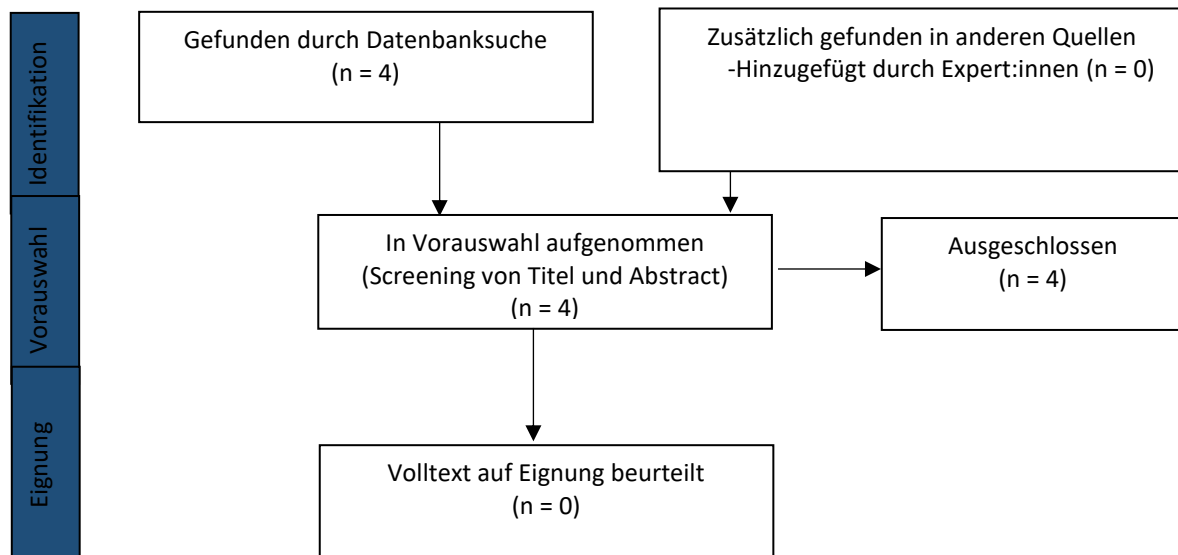 Identifikation
Gefunden durch Datenbanksuche
(n = 4)
Zusätzlich gefunden in anderen Quellen
-Hinzugefügt durch Expert:innen (n = 0)
Vorauswahl
In Vorauswahl aufgenommen
(Screening von Titel und Abstract)
(n = 4)
Ausgeschlossen
(n = 4)
Eignung
Volltext auf Eignung beurteilt
(n = 0)